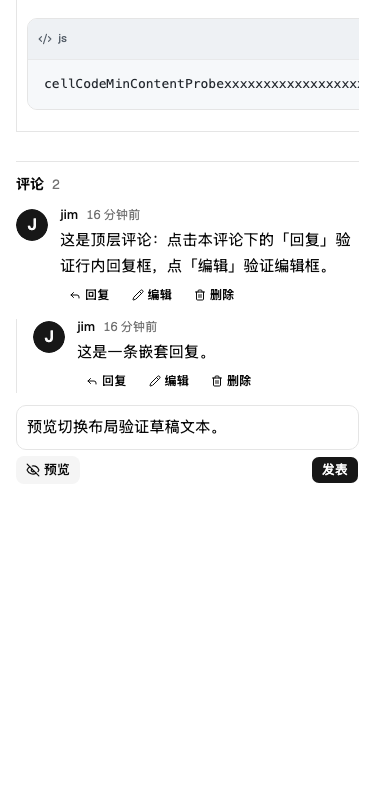 js
cellCodeMinContentProbexxxxxxxxxxxxxxxxx
评论 2
J
jim 16 分钟前
这是顶层评论：点击本评论下的「回复」验
证行内回复框，点「编辑」验证编辑框。
回复 编辑 删除
J
jim 16 分钟前
这是一条嵌套回复。
回复 编辑 删除
预览切换布局验证草稿文本。
预览 发表